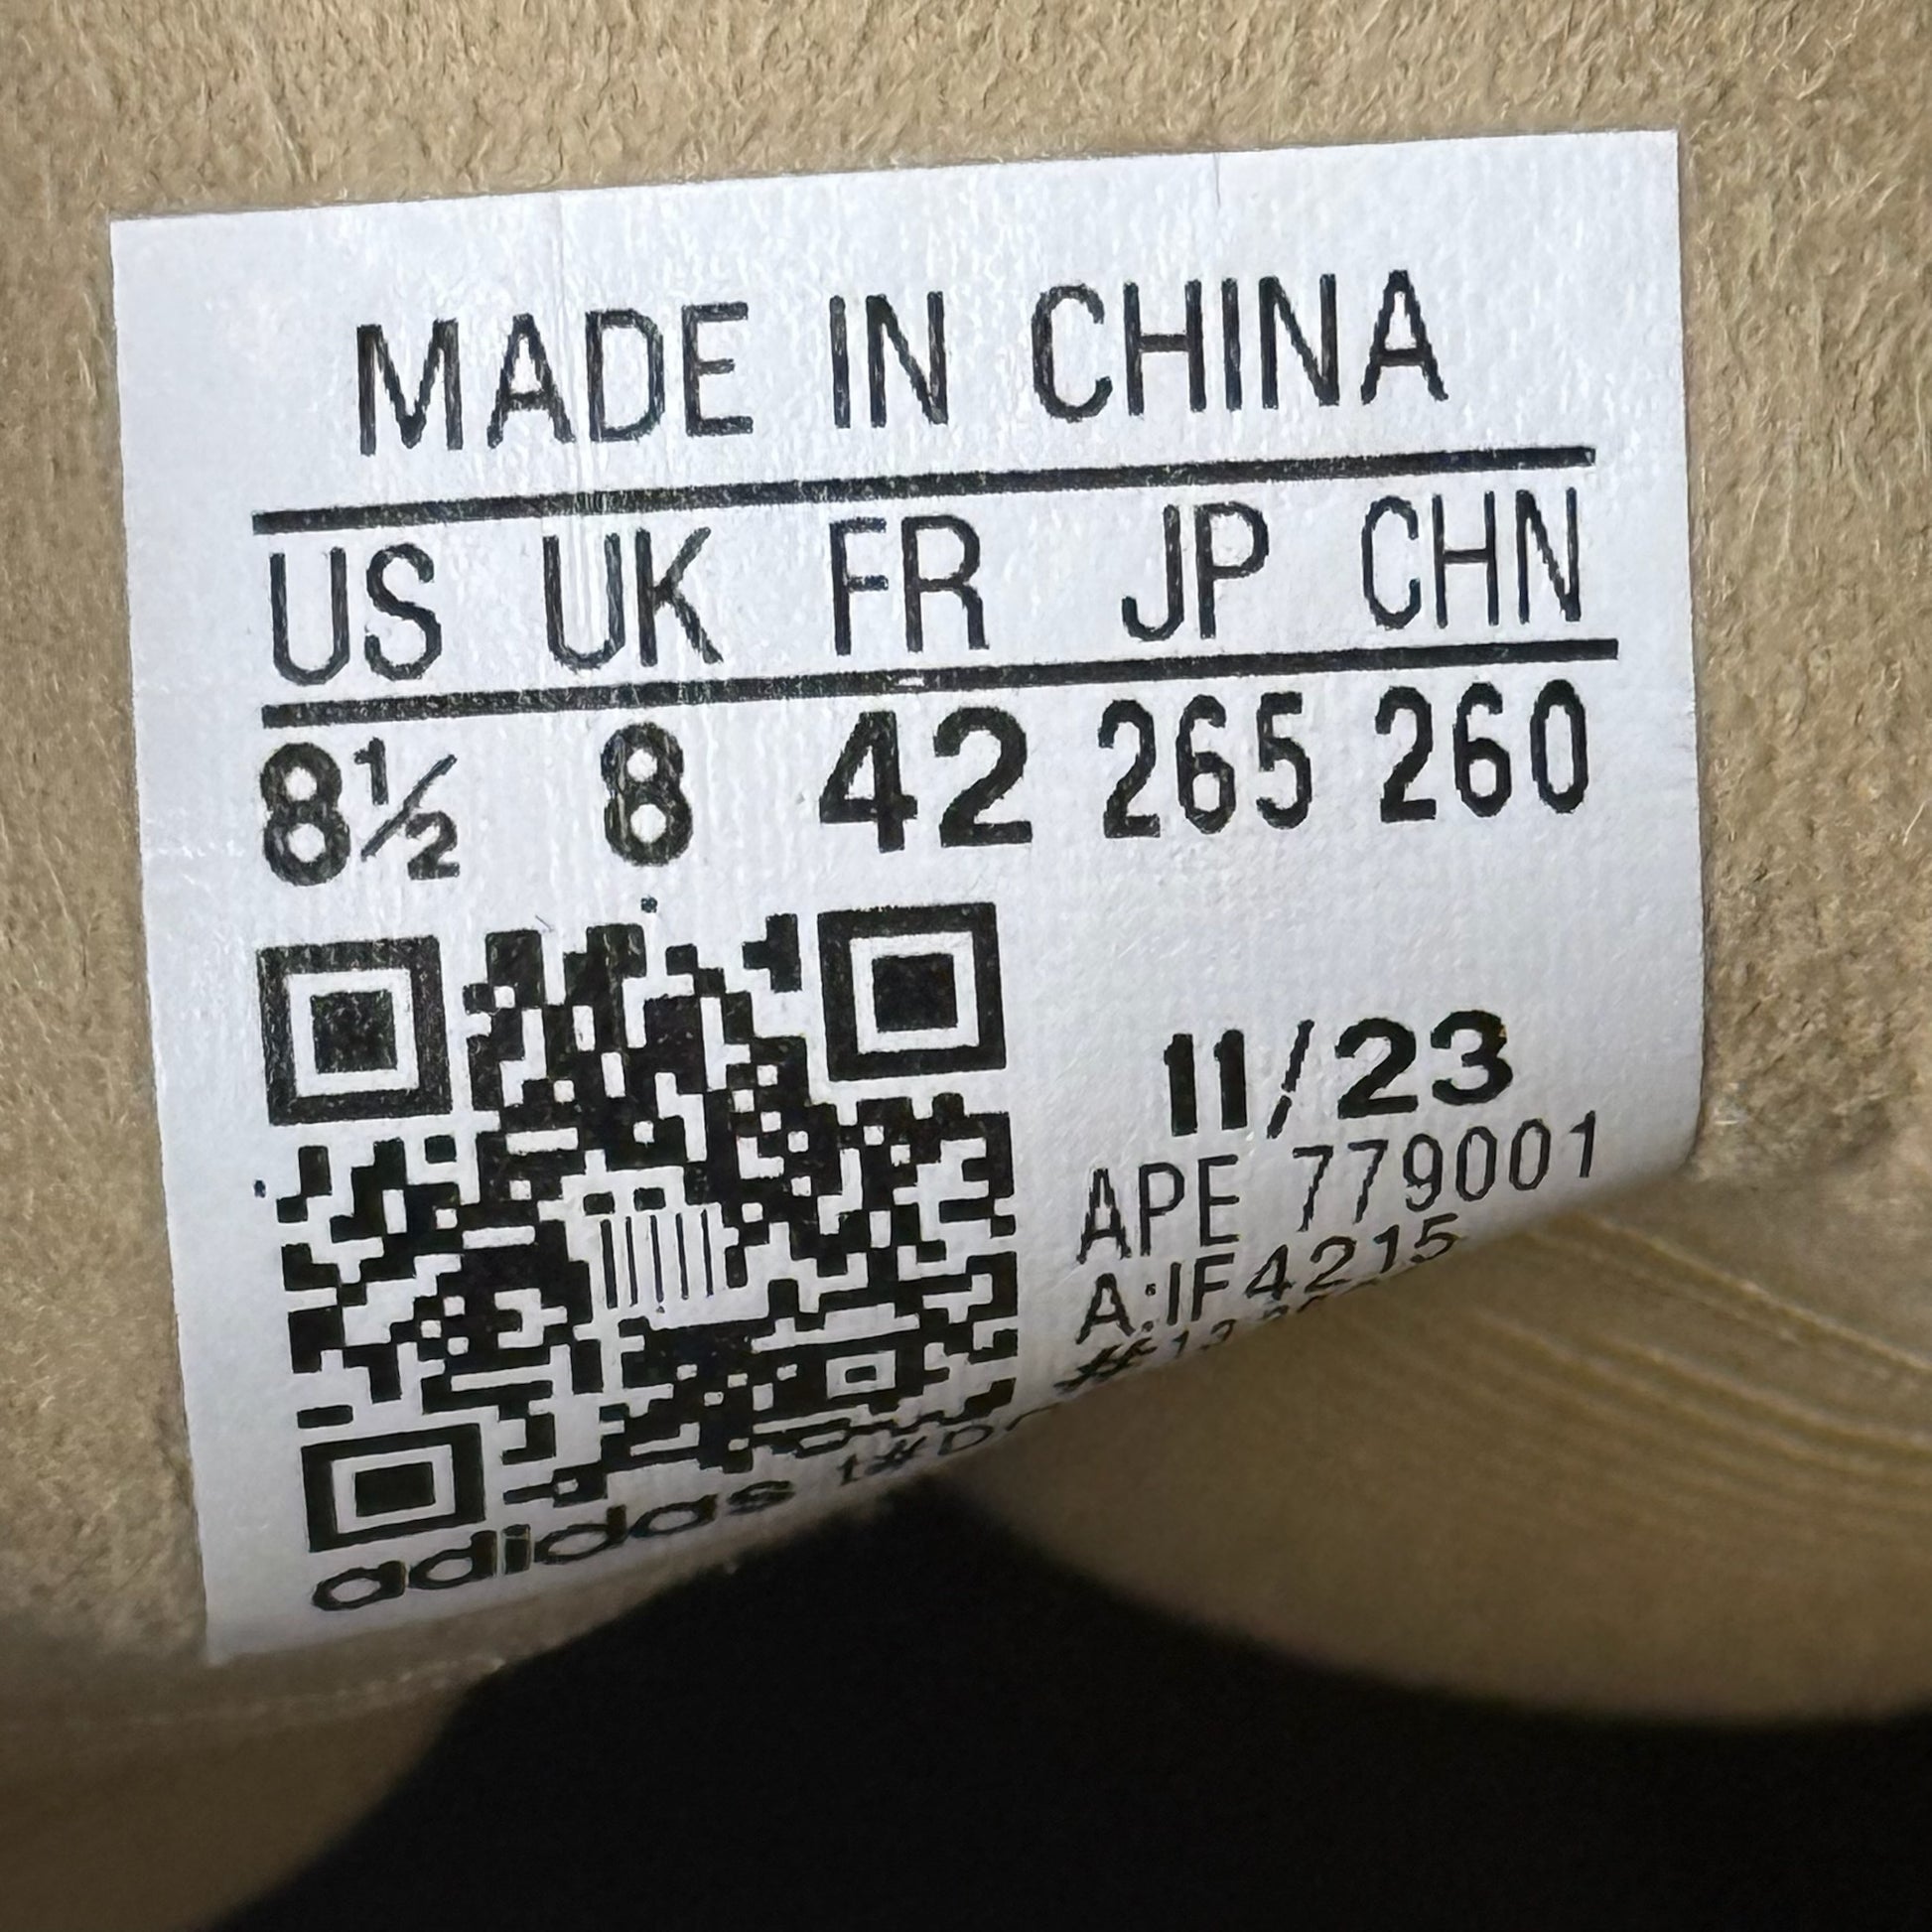 MADE IN CHINA
US UK FR JP CHN
8½ 8 42 265 260
11/23
APE 779001
A:IF4215
adidas